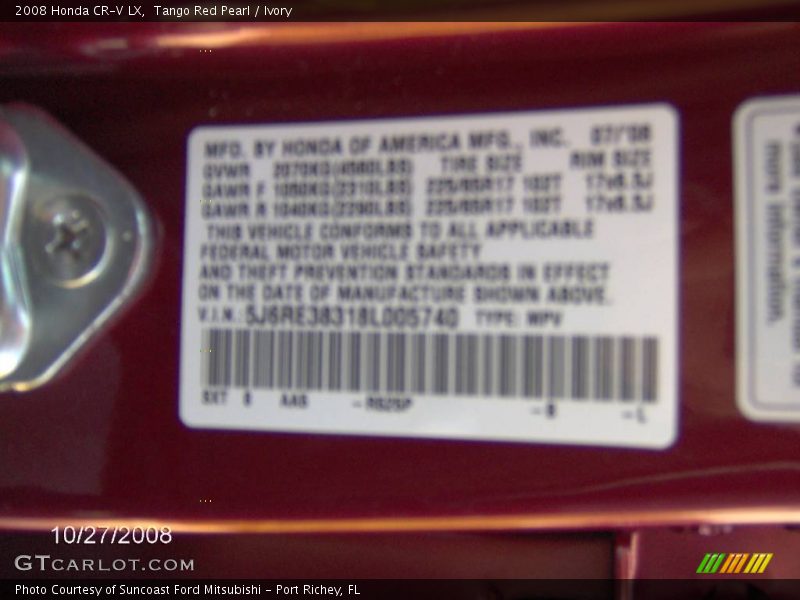 2008 Honda CR-V LX, Tango Red Pearl / Ivory
MFG. BY HONDA OF AMERICA MFG., INC. 07/'08
GVWR 2070KG(4560LBS) TIRE SIZE RIM SIZE
GAWR F 1050KG(2310LBS) 225/65R17 102T 17x6.5J
GAWR R 1040KG(2290LBS) 225/65R17 102T 17x6.5J
THIS VEHICLE CONFORMS TO ALL APPLICABLE
FEDERAL MOTOR VEHICLE SAFETY
AND THEFT PREVENTION STANDARDS IN EFFECT
ON THE DATE OF MANUFACTURE SHOWN ABOVE.
V.I.N.: 5J6RE38318L005740 TYPE: MPV
EXT B AAS -R525P -B -L
more information.
10/27/2008
GTCARLOT.COM
Photo Courtesy of Suncoast Ford Mitsubishi - Port Richey, FL